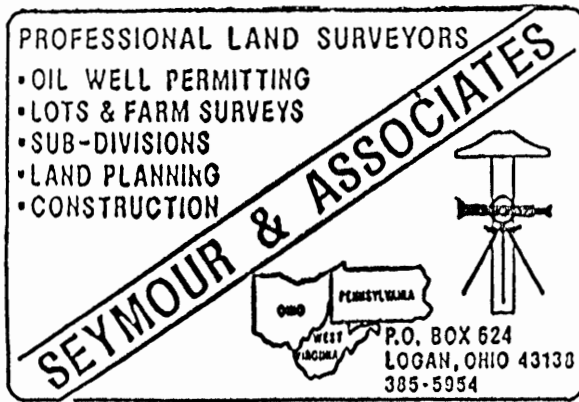 PROFESSIONAL LAND SURVEYORS
•OIL WELL PERMITTING
•LOTS & FARM SURVEYS
•SUB-DIVISIONS
•LAND PLANNING
•CONSTRUCTION
SEYMOUR & ASSOCIATES
OHIO
PENNSYLVANIA
WEST
VIRGINIA
P.O. BOX 624
LOGAN, OHIO 43138
385-5954